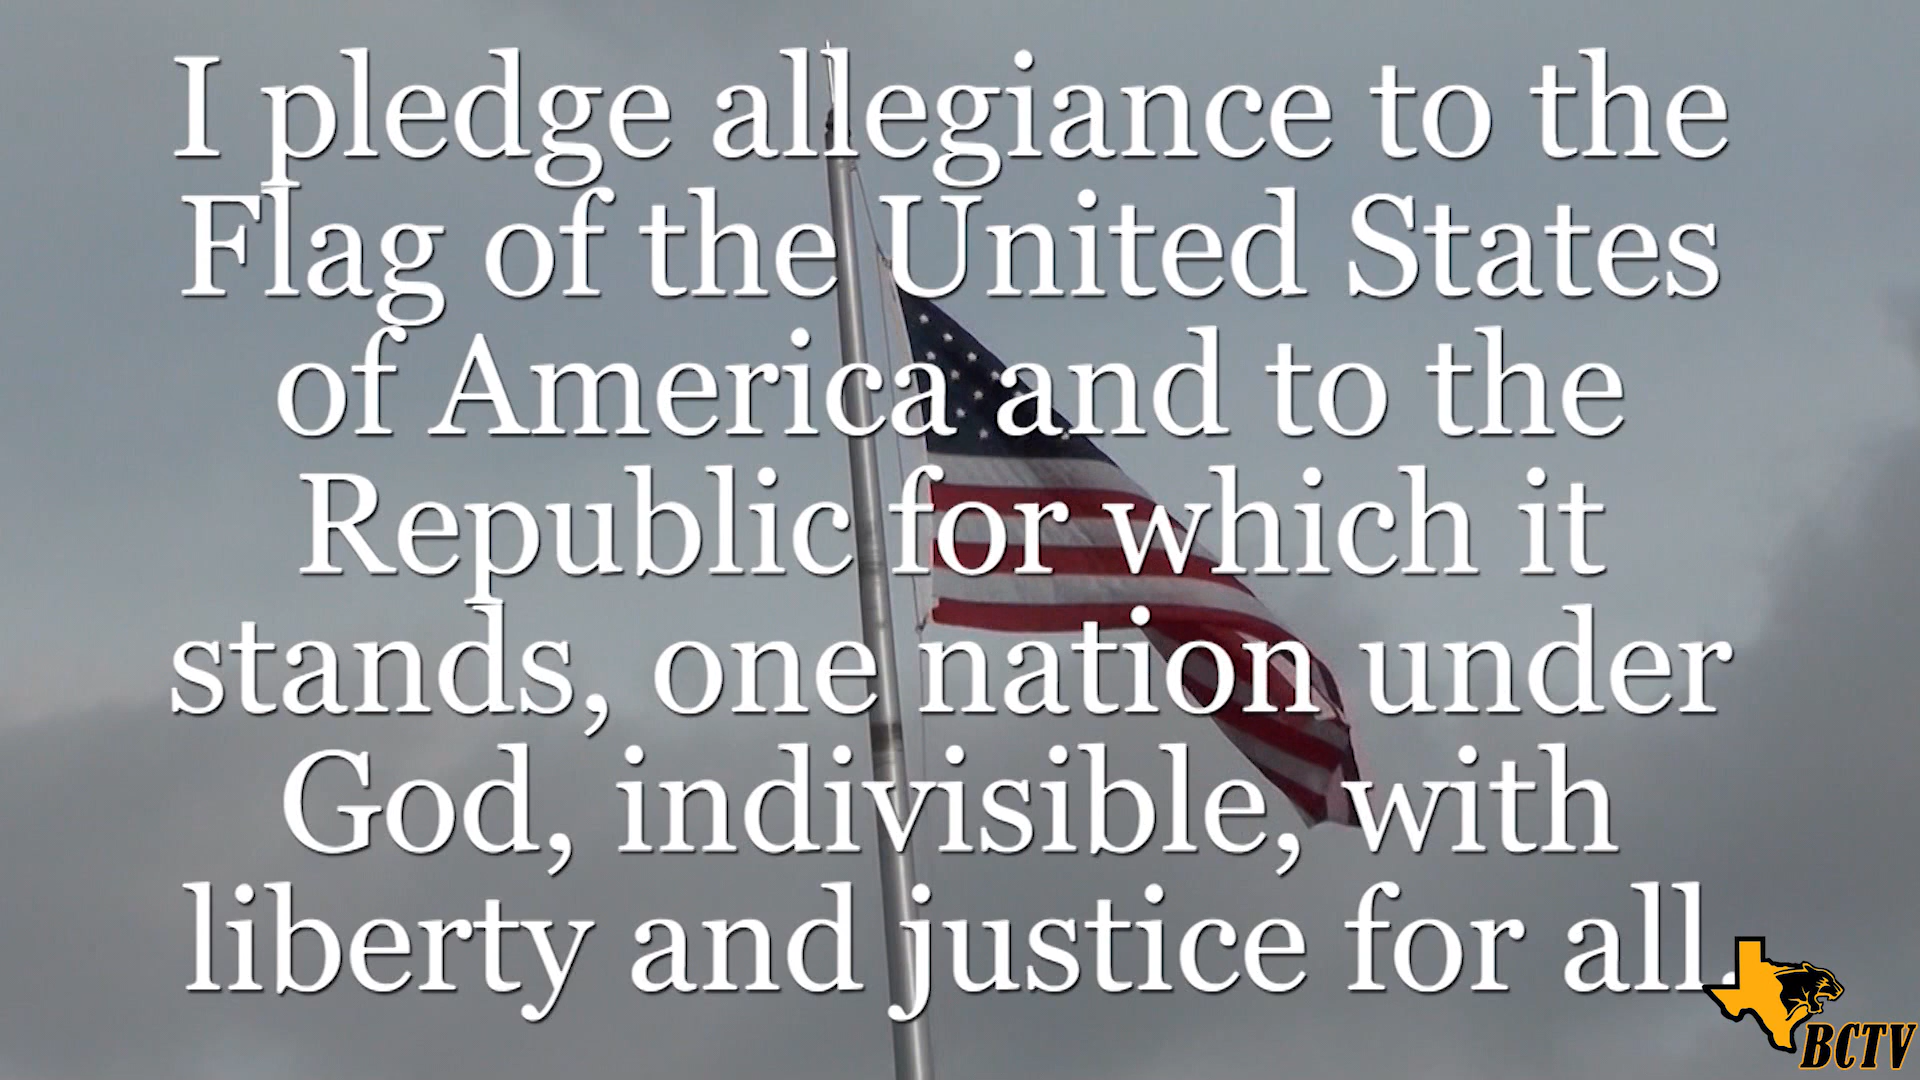 I pledge allegiance to the
Flag of the United States
of America and to the
Republic for which it
stands, one nation under
God, indivisible, with
liberty and justice for all.
BCTV